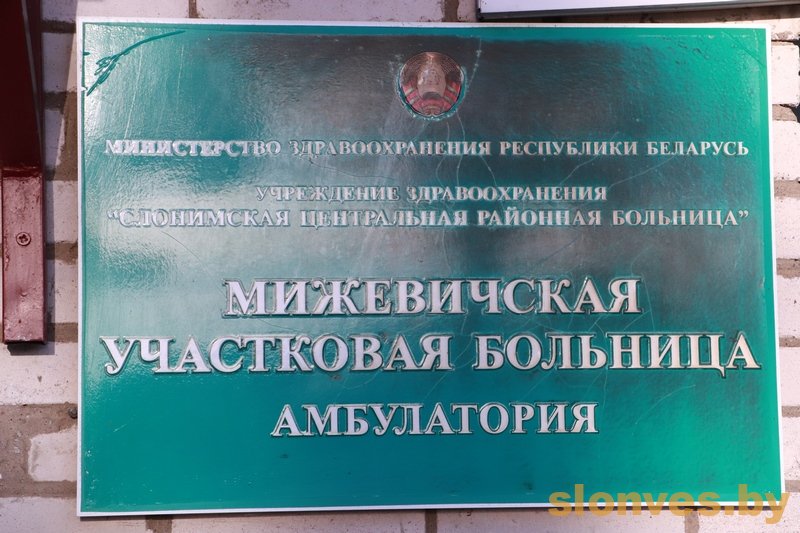 МИНИСТЕРСТВО ЗДРАВООХРАНЕНИЯ РЕСПУБЛИКИ БЕЛАРУСЬ
УЧРЕЖДЕНИЕ ЗДРАВООХРАНЕНИЯ
"СЛОНИМСКАЯ ЦЕНТРАЛЬНАЯ РАЙОННАЯ БОЛЬНИЦА"
МИЖЕВИЧСКАЯ
УЧАСТКОВАЯ БОЛЬНИЦА
АМБУЛАТОРИЯ
slonves.by